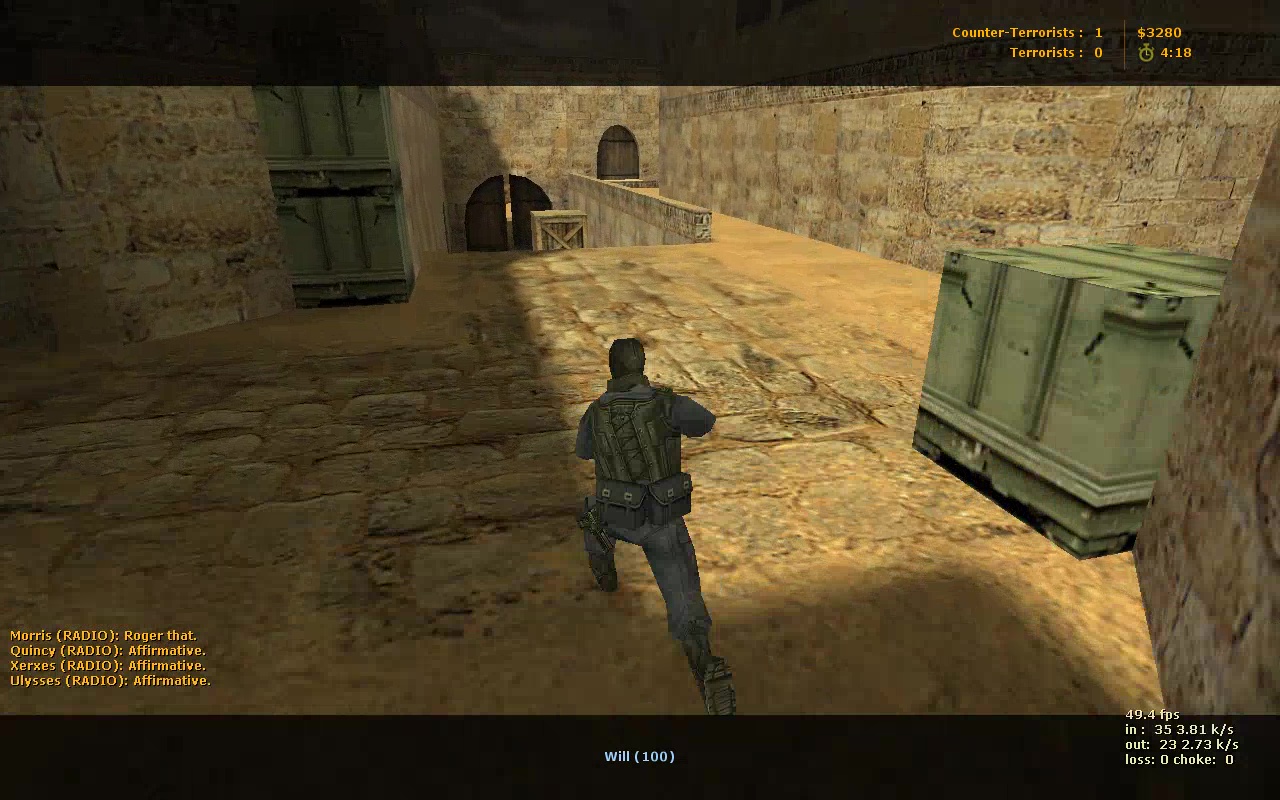 Counter-Terrorists : 1 $3280
Terrorists : 0 4:18
Morris (RADIO): Roger that.
Quincy (RADIO): Affirmative.
Xerxes (RADIO): Affirmative.
Ulysses (RADIO): Affirmative.
49.4 fps
in : 35 3.81 k/s
out: 23 2.73 k/s
loss: 0 choke: 0
Will (100)